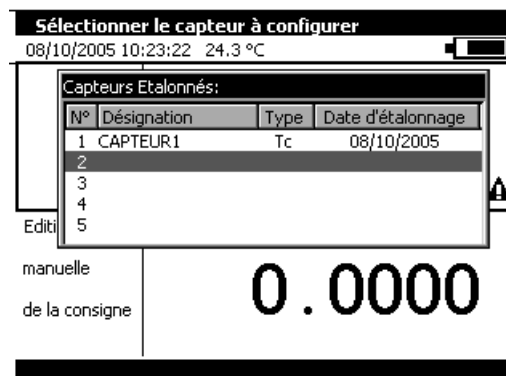 Sélectionner le capteur à configurer
08/10/2005 10:23:22 24.3 °C
Capteurs Etalonnés:
N° Désignation Type Date d'étalonnage
1 CAPTEUR1 Tc 08/10/2005
2
3
4
5
Editi
manuelle
de la consigne
0.0000